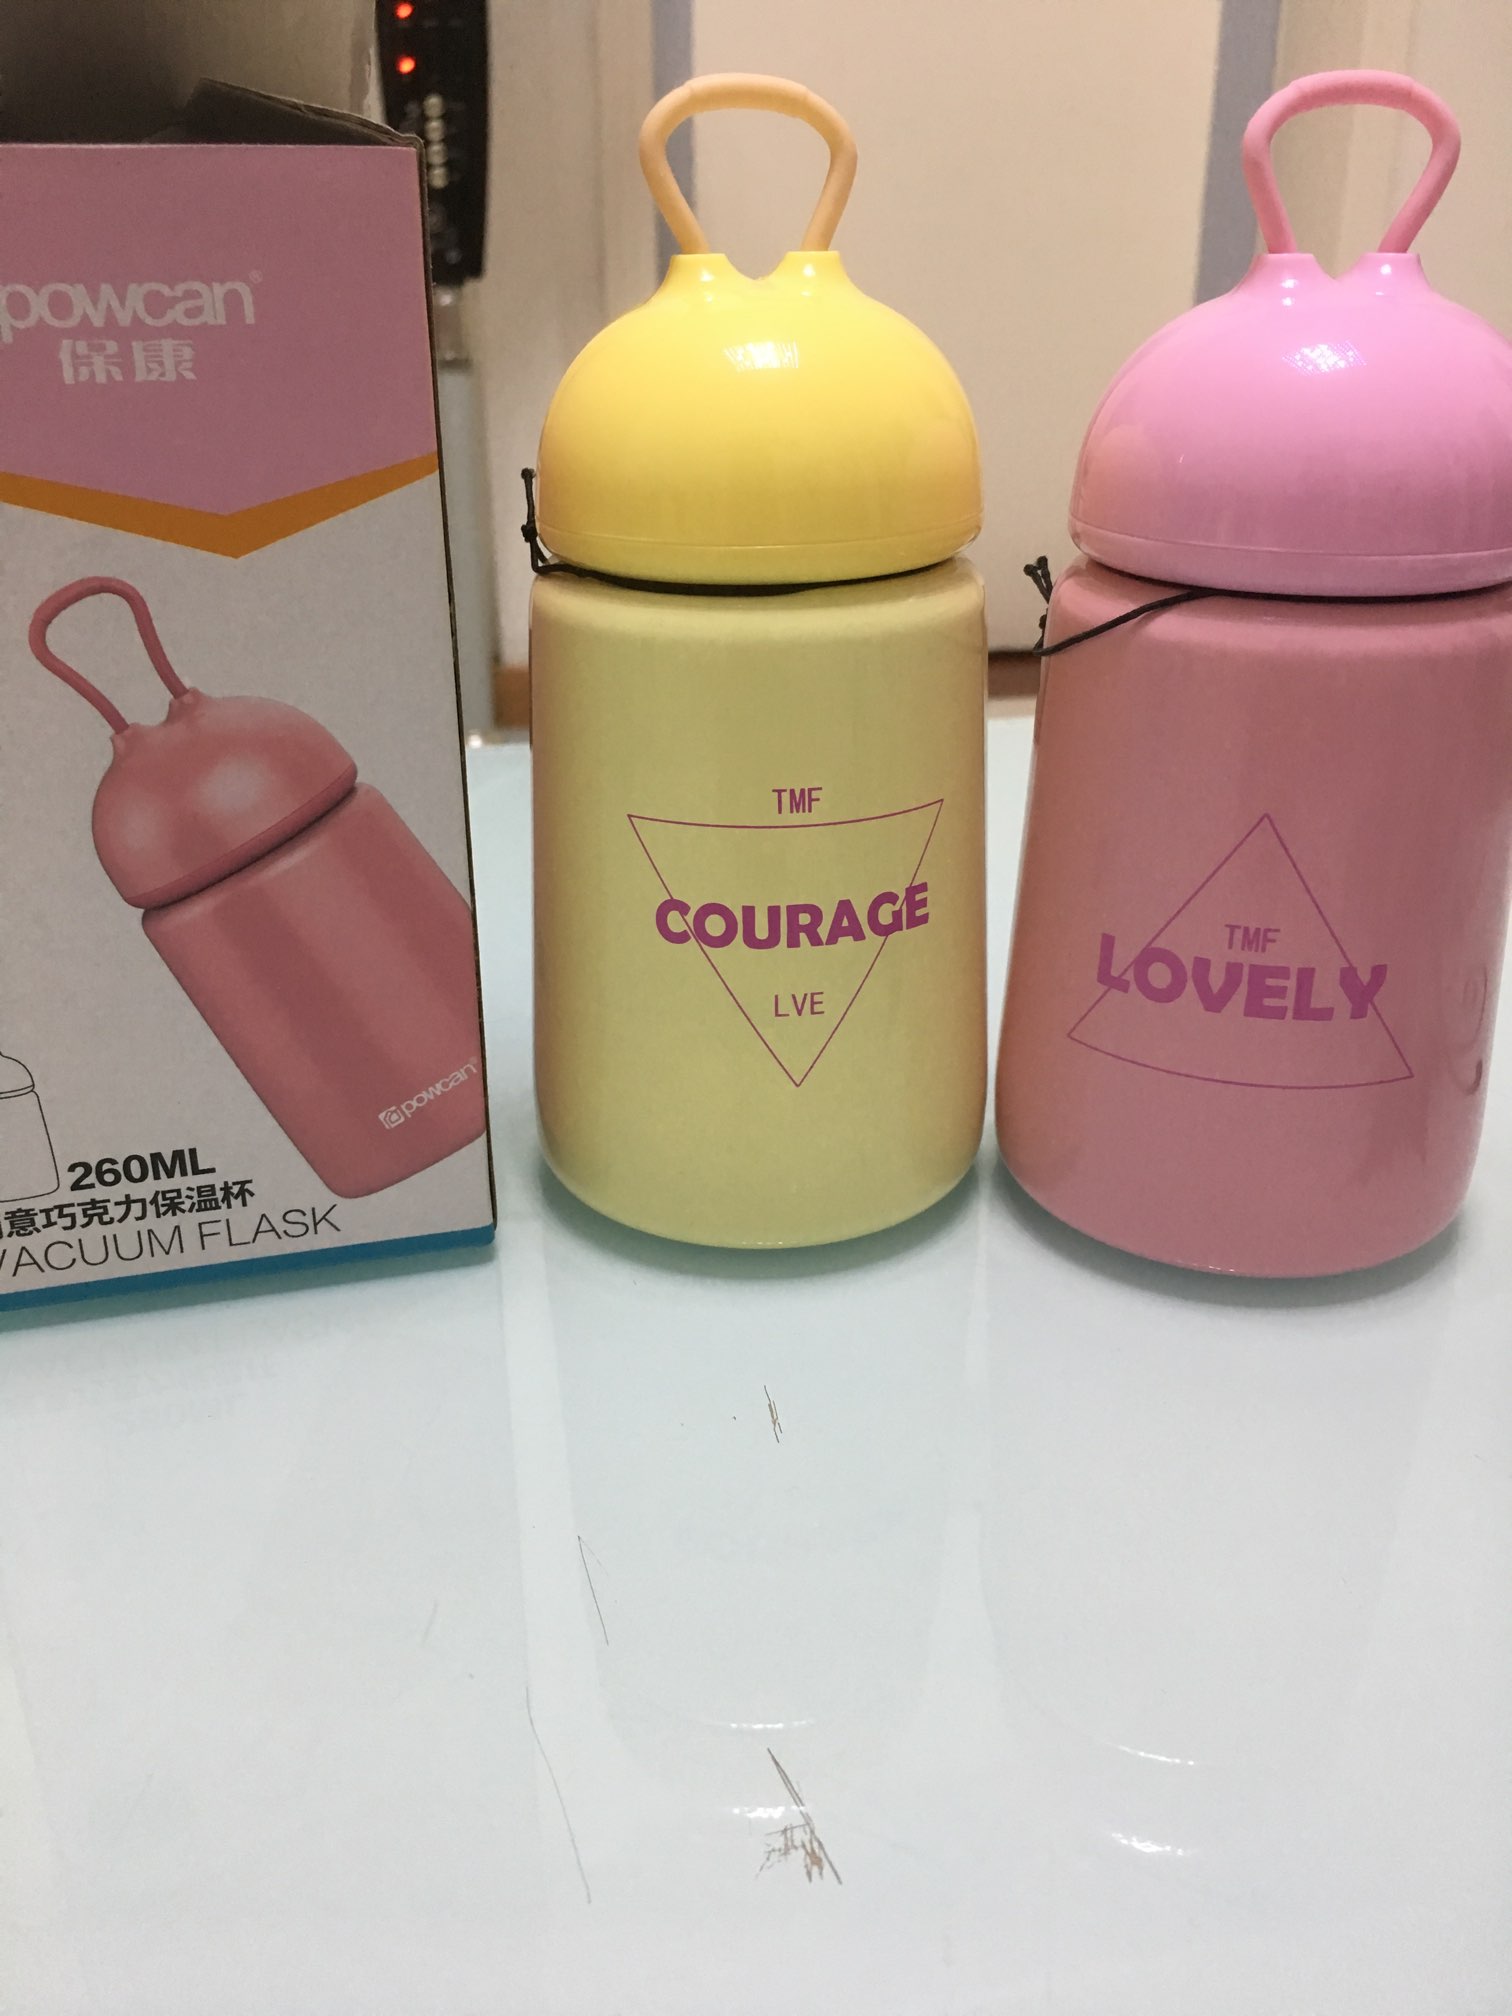 powcan®
保康
powcan®
260ML
意巧克力保温杯
VACUUM FLASK
TMF
COURAGE
LVE
TMF
LOVELY